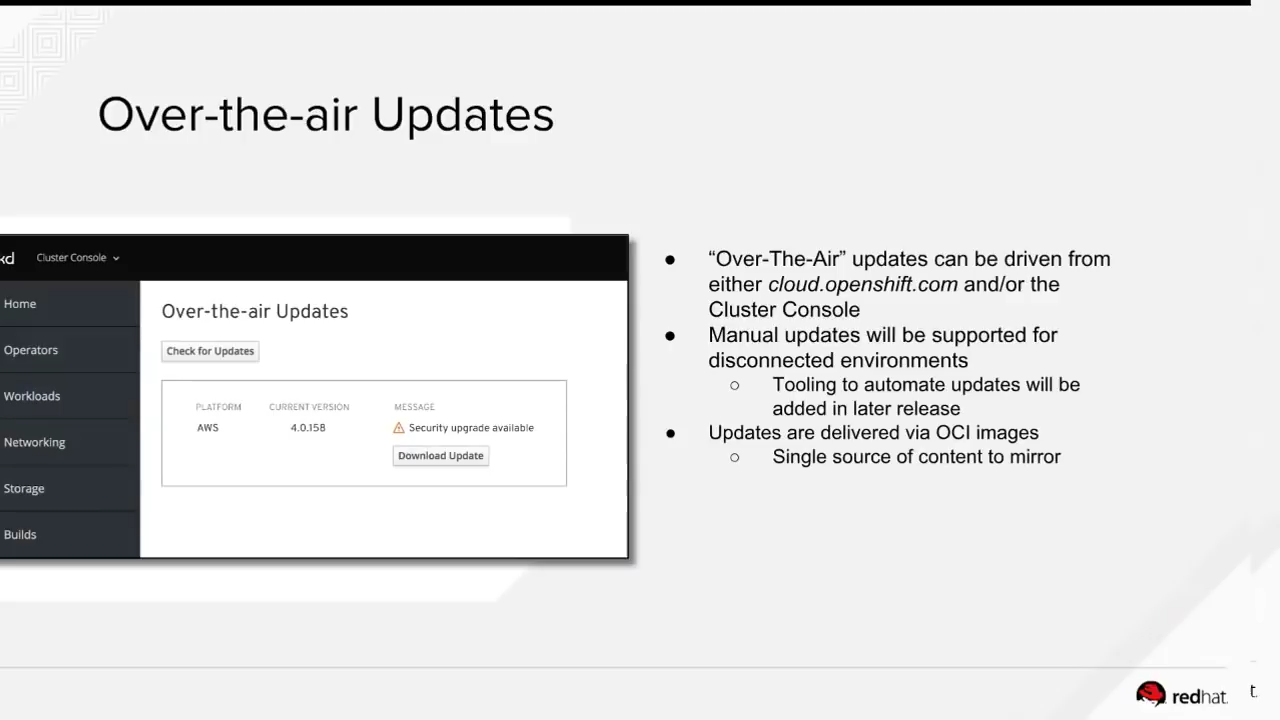 Over-the-air Updates
kd Cluster Console
Home
Operators
Workloads
Networking
Storage
Builds
Over-the-air Updates
Check for Updates
PLATFORM CURRENT VERSION MESSAGE
AWS 4.0.158 Security upgrade available
Download Update
● “Over-The-Air” updates can be driven from
either cloud.openshift.com and/or the
Cluster Console
● Manual updates will be supported for
disconnected environments
○ Tooling to automate updates will be
added in later release
● Updates are delivered via OCI images
○ Single source of content to mirror
redhat.
t.